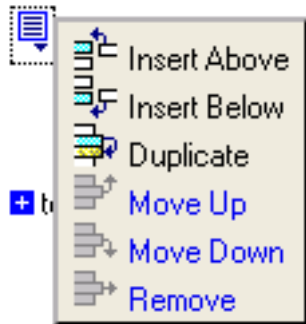 Insert Above
Insert Below
Duplicate
Move Up
Move Down
Remove